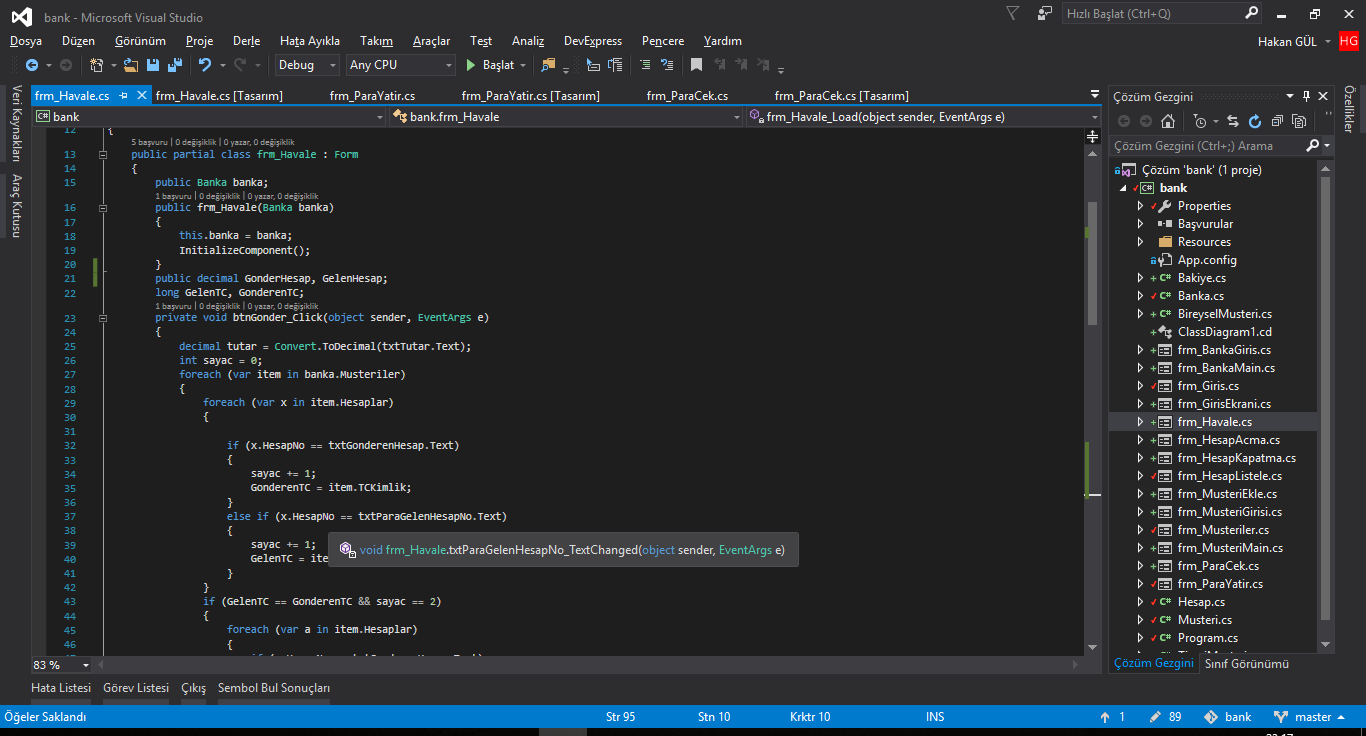 bank - Microsoft Visual Studio
Hızlı Başlat (Ctrl+Q)
Dosya Düzen Görünüm Proje Derle Hata Ayıkla Takım Araçlar Test Analiz DevExpress Pencere Yardım
Hakan GÜL HG
Debug Any CPU Başlat
Veri Kaynakları
Araç Kutusu
frm_Havale.cs frm_Havale.cs [Tasarım] frm_ParaYatir.cs frm_ParaYatir.cs [Tasarım] frm_ParaCek.cs frm_ParaCek.cs [Tasarım]
C# bank bank.frm_Havale frm_Havale_Load(object sender, EventArgs e)
12 {
5 başvuru | 0 değişiklik | 0 yazar, 0 değişiklik
13 public partial class frm_Havale : Form
14 {
15 public Banka banka;
1 başvuru | 0 değişiklik | 0 yazar, 0 değişiklik
16 public frm_Havale(Banka banka)
17 {
18 this.banka = banka;
19 InitializeComponent();
20 }
21 public decimal GonderHesap, GelenHesap;
22 long GelenTC, GonderenTC;
1 başvuru | 0 değişiklik | 0 yazar, 0 değişiklik
23 private void btnGonder_Click(object sender, EventArgs e)
24 {
25 decimal tutar = Convert.ToDecimal(txtTutar.Text);
26 int sayac = 0;
27 foreach (var item in banka.Musteriler)
28 {
29 foreach (var x in item.Hesaplar)
30 {
31
32 if (x.HesapNo == txtGonderenHesap.Text)
33 {
34 sayac += 1;
35 GonderenTC = item.TCKimlik;
36 }
37 else if (x.HesapNo == txtParaGelenHesapNo.Text)
38 {
39 sayac += 1;
40 GelenTC = ite
void frm_Havale.txtParaGelenHesapNo_TextChanged(object sender, EventArgs e)
41 }
42 }
43 if (GelenTC == GonderenTC && sayac == 2)
44 {
45 foreach (var a in item.Hesaplar)
46 {
83 %
Hata Listesi Görev Listesi Çıkış Sembol Bul Sonuçları
Çözüm Gezgini
Çözüm Gezgini (Ctrl+;) Arama
Çözüm 'bank' (1 proje)
C# bank
Properties
Başvurular
Resources
App.config
C# Bakiye.cs
C# Banka.cs
C# BireyselMusteri.cs
ClassDiagram1.cd
frm_BankaGiris.cs
frm_BankaMain.cs
frm_Giris.cs
frm_GirisEkrani.cs
frm_Havale.cs
frm_HesapAcma.cs
frm_HesapKapatma.cs
frm_HesapListele.cs
frm_MusteriEkle.cs
frm_MusteriGirisi.cs
frm_Musteriler.cs
frm_MusteriMain.cs
frm_ParaCek.cs
frm_ParaYatir.cs
C# Hesap.cs
C# Musteri.cs
C# Program.cs
Çözüm Gezgini Sınıf Görünümü
Özellikler
Öğeler Saklandı Str 95 Stn 10 Krktr 10 INS 1 89 bank master